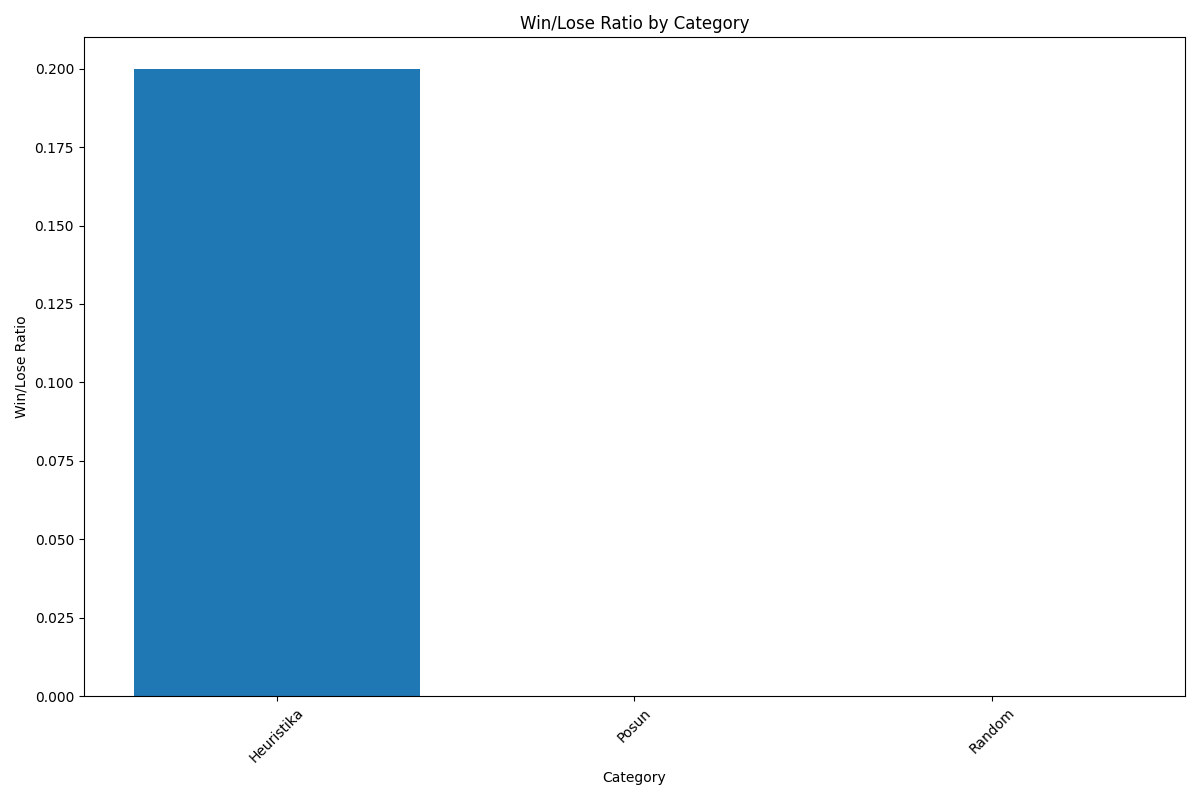 Win/Lose Ratio by Category
Win/Lose Ratio
0.200
0.175
0.150
0.125
0.100
0.075
0.050
0.025
0.000
Heuristika
Posun
Random
Category